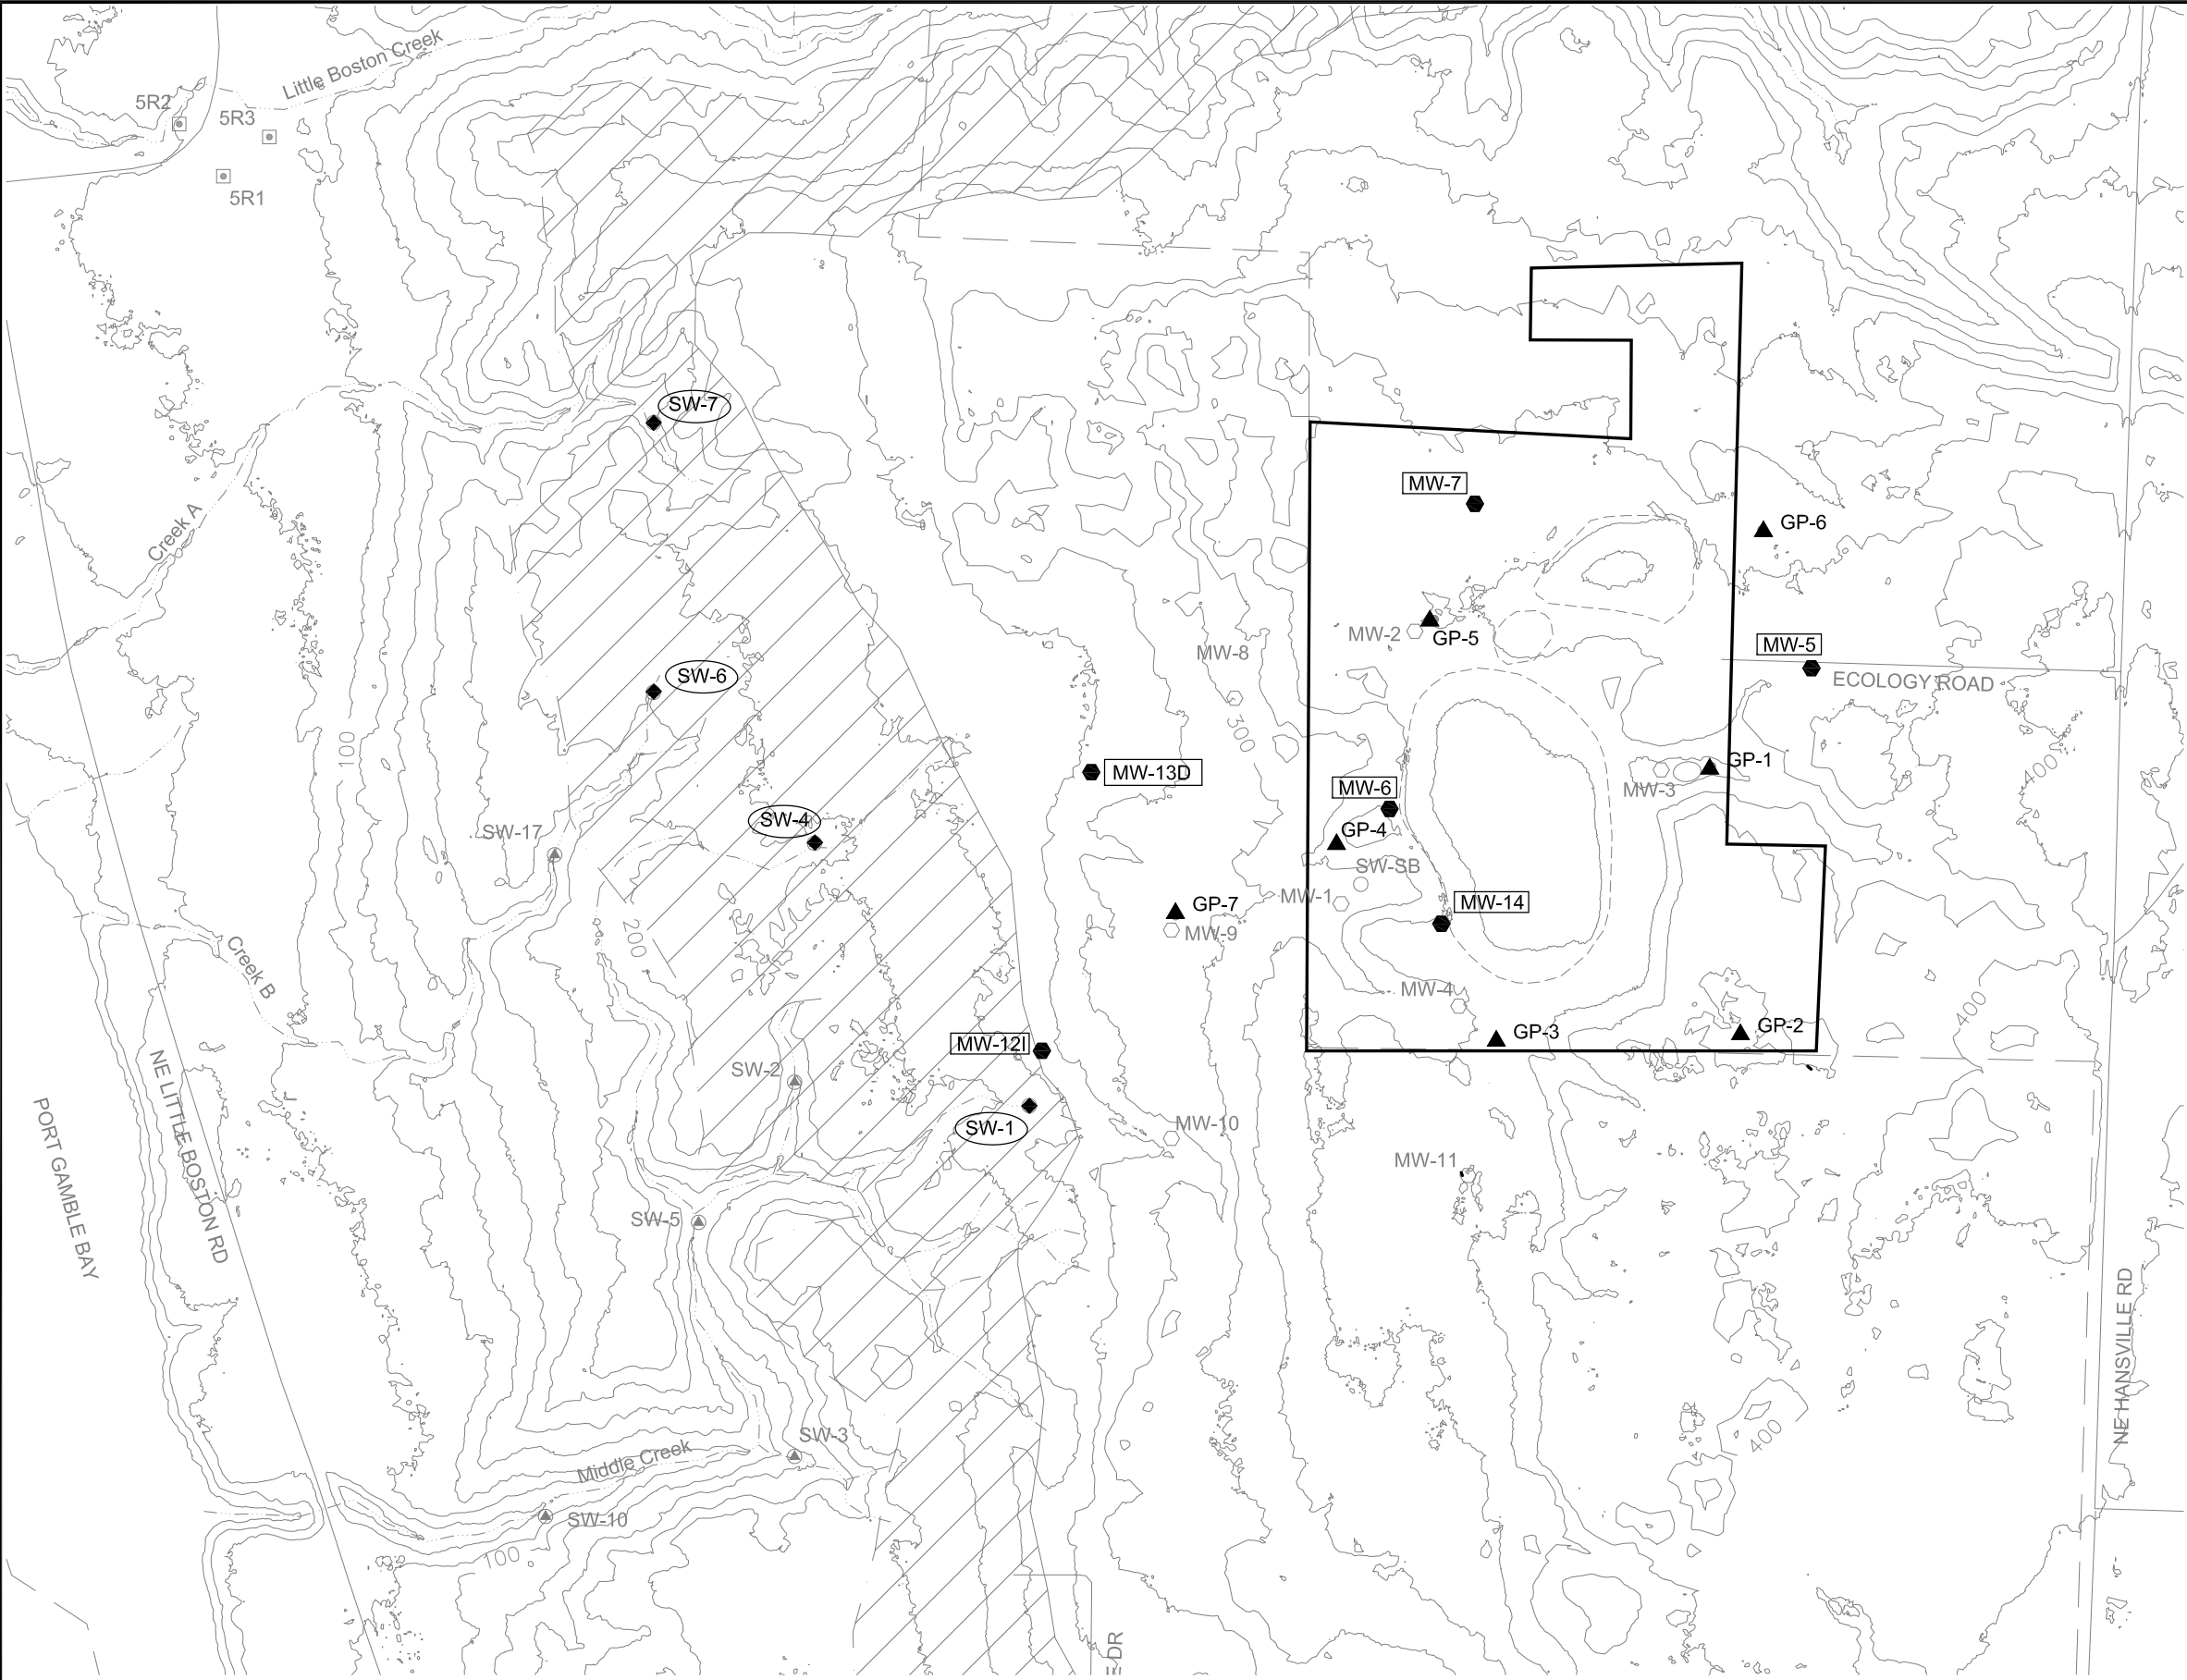 Little Boston Creek
5R2
5R3
5R1
SW-7
MW-7
GP-6
Creek A
MW-2
GP-5
MW-8
MW-5
ECOLOGY ROAD
SW-6
300
100
MW-13D
GP-1
400
MW-6
MW-3
SW-4
SW-17
GP-4
SW-SB
MW-1
MW-14
GP-7
MW-9
200
Creek B
MW-4
400
GP-3
GP-2
MW-12I
SW-2
NE LITTLE BOSTON RD
PORT GAMBLE BAY
SW-1
MW-10
MW-11
SW-5
NE HANSVILLE RD
400
SW-3
Middle Creek
SW-10
100
E DR